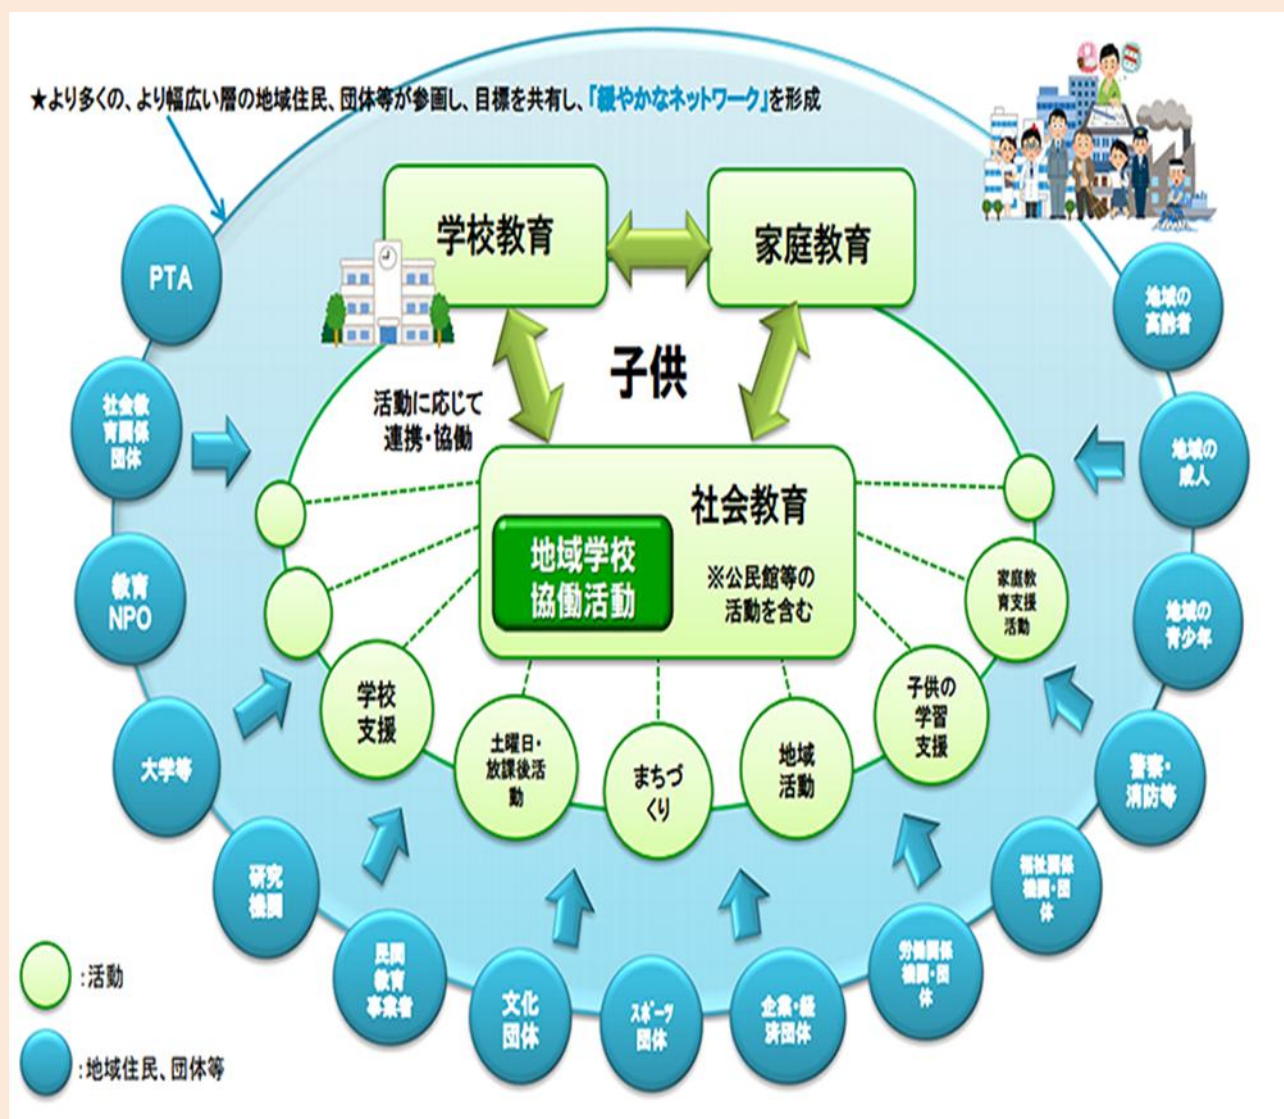 ★より多くの、より幅広い層の地域住民、団体等が参画し、目標を共有し、「緩やかなネットワーク」を形成
学校教育
家庭教育
子供
活動に応じて
連携・協働
社会教育
地域学校
協働活動
※公民館等の
活動を含む
学校
支援
土曜日・
放課後活
動
まちづ
くり
地域
活動
子供の
学習
支援
家庭教
育支援
活動
PTA
社会教
育関係
団体
教育
NPO
大学等
研究
機関
民間
教育
事業者
文化
団体
スポーツ
団体
企業・経
済団体
労働関係
機関・団
体
福祉関係
機関・団
体
警察・
消防等
地域の
青少年
地域の
成人
地域の
高齢者
:活動
:地域住民、団体等